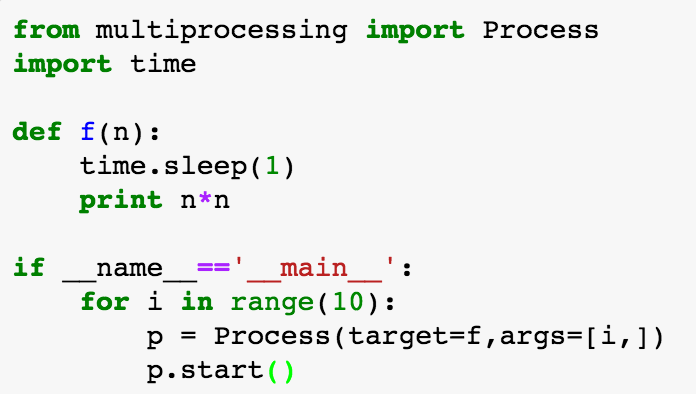 from multiprocessing import Process
import time

def f(n):
    time.sleep(1)
    print n*n

if __name__=='__main__':
    for i in range(10):
        p = Process(target=f,args=[i,])
        p.start()